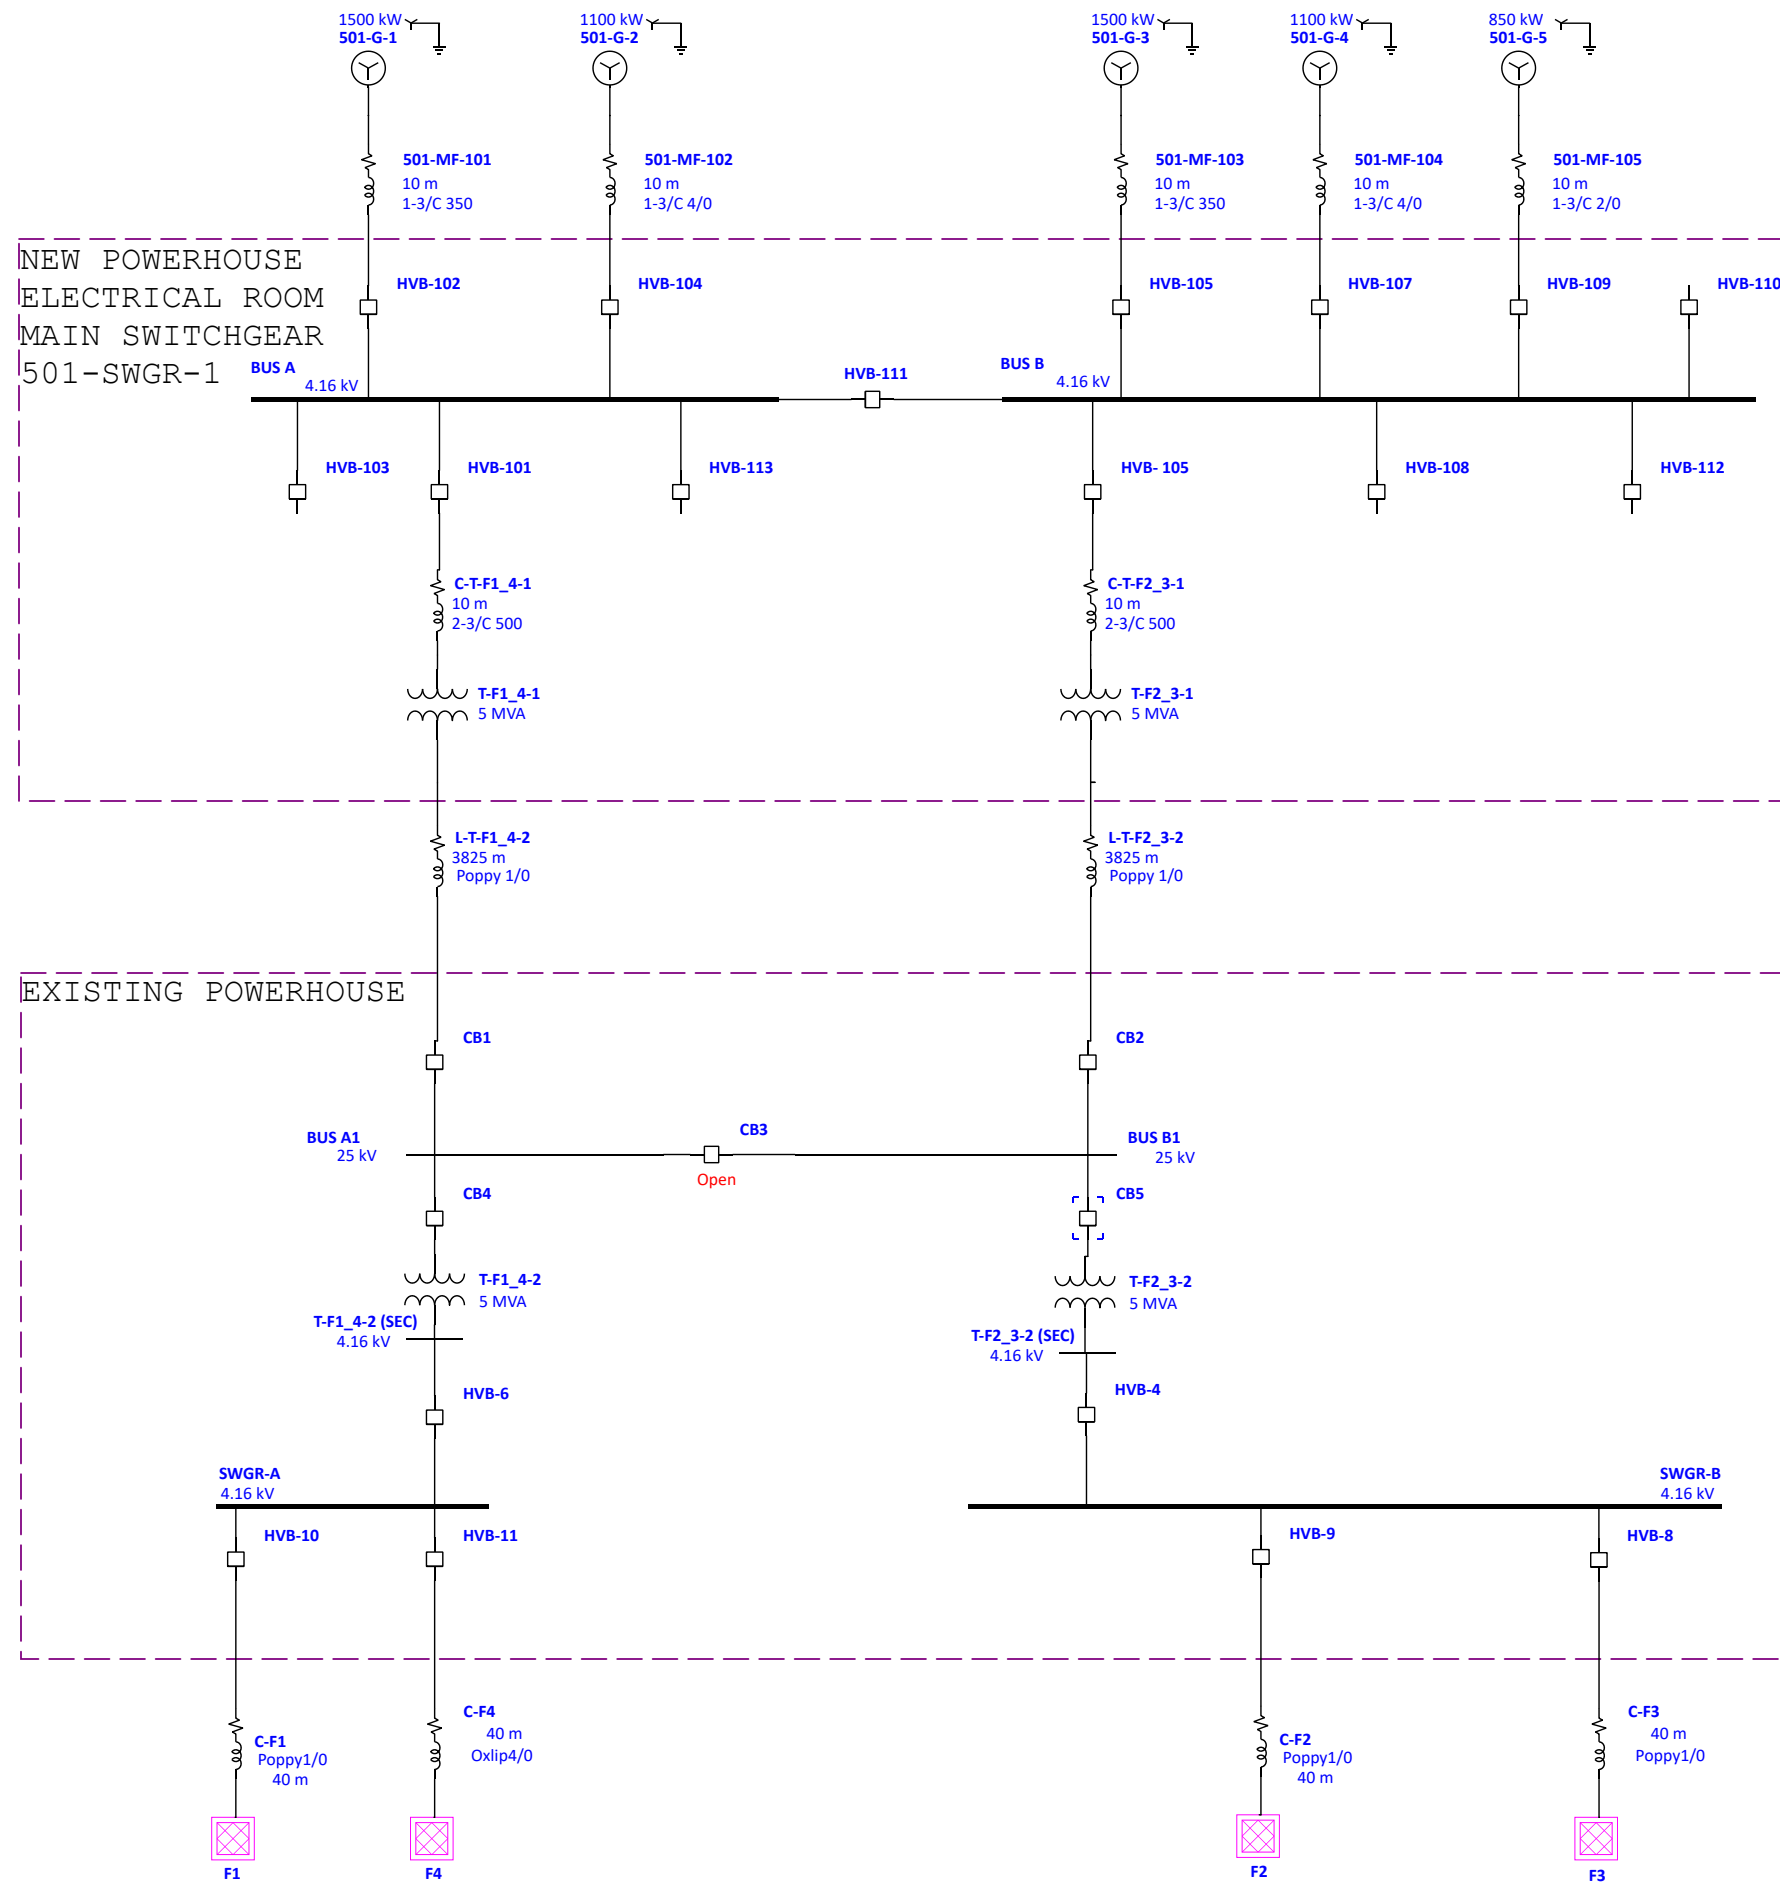 1500 kW
501-G-1
1100 kW
501-G-2
1500 kW
501-G-3
1100 kW
501-G-4
850 kW
501-G-5
501-MF-101
10 m
1-3/C 350
501-MF-102
10 m
1-3/C 4/0
501-MF-103
10 m
1-3/C 350
501-MF-104
10 m
1-3/C 4/0
501-MF-105
10 m
1-3/C 2/0
NEW POWERHOUSE
ELECTRICAL ROOM
MAIN SWITCHGEAR
501-SWGR-1
HVB-102
HVB-104
HVB-105
HVB-107
HVB-109
HVB-110
BUS A
4.16 kV
HVB-111
BUS B
4.16 kV
HVB-103
HVB-101
HVB-113
HVB- 105
HVB-108
HVB-112
C-T-F1_4-1
10 m
2-3/C 500
C-T-F2_3-1
10 m
2-3/C 500
T-F1_4-1
5 MVA
T-F2_3-1
5 MVA
L-T-F1_4-2
3825 m
Poppy 1/0
L-T-F2_3-2
3825 m
Poppy 1/0
EXISTING POWERHOUSE
CB1
CB2
BUS A1
25 kV
CB3
Open
BUS B1
25 kV
CB4
CB5
T-F1_4-2
5 MVA
T-F2_3-2
5 MVA
T-F1_4-2 (SEC)
4.16 kV
T-F2_3-2 (SEC)
4.16 kV
HVB-6
HVB-4
SWGR-A
4.16 kV
SWGR-B
4.16 kV
HVB-10
HVB-11
HVB-9
HVB-8
C-F1
Poppy1/0
40 m
C-F4
40 m
Oxlip4/0
C-F2
Poppy1/0
40 m
C-F3
40 m
Poppy1/0
F1
F4
F2
F3